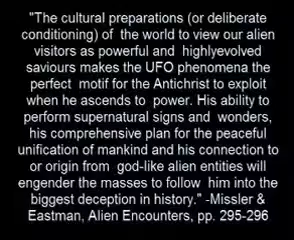 "The cultural preparations (or deliberate
conditioning) of the world to view our alien
visitors as powerful and highlyevolved
saviours makes the UFO phenomena the
perfect motif for the Antichrist to exploit
when he ascends to power. His ability to
perform supernatural signs and wonders,
his comprehensive plan for the peaceful
unification of mankind and his connection to
or origin from god-like alien entities will
engender the masses to follow him into the
biggest deception in history." -Missler &
Eastman, Alien Encounters, pp. 295-296